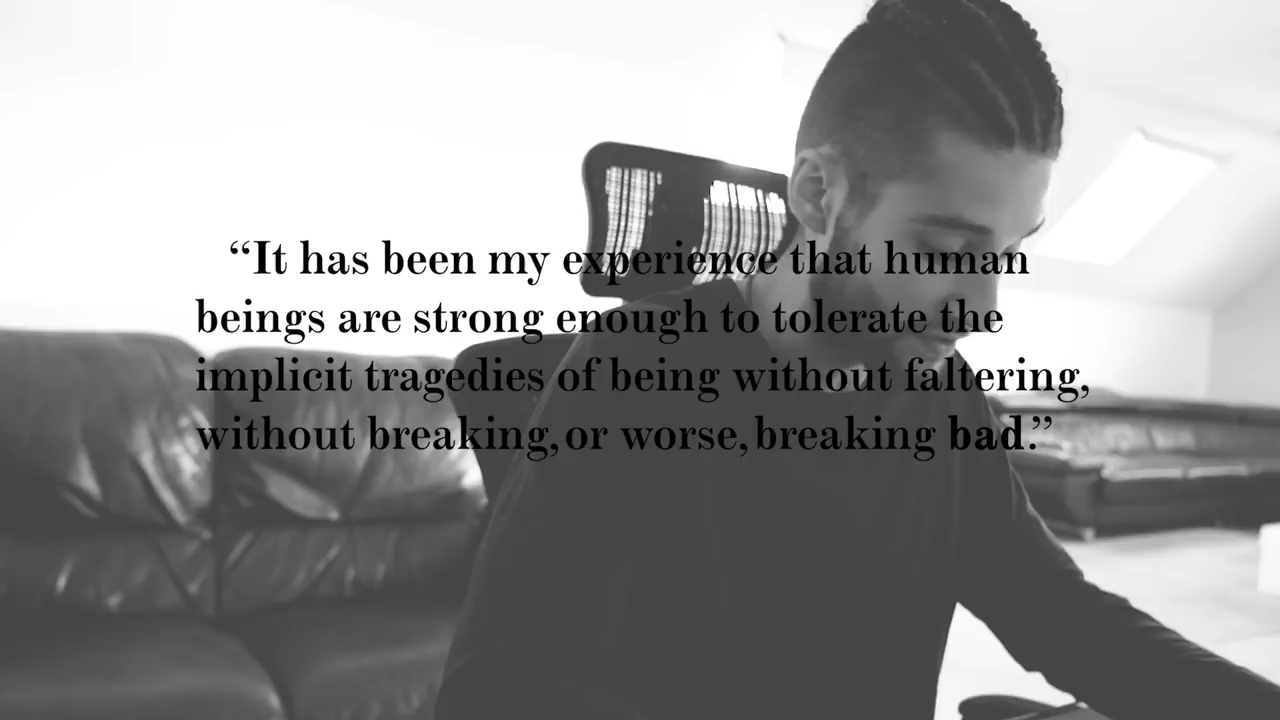 “It has been my experience that human
beings are strong enough to tolerate the
implicit tragedies of being without faltering,
without breaking, or worse, breaking bad.”